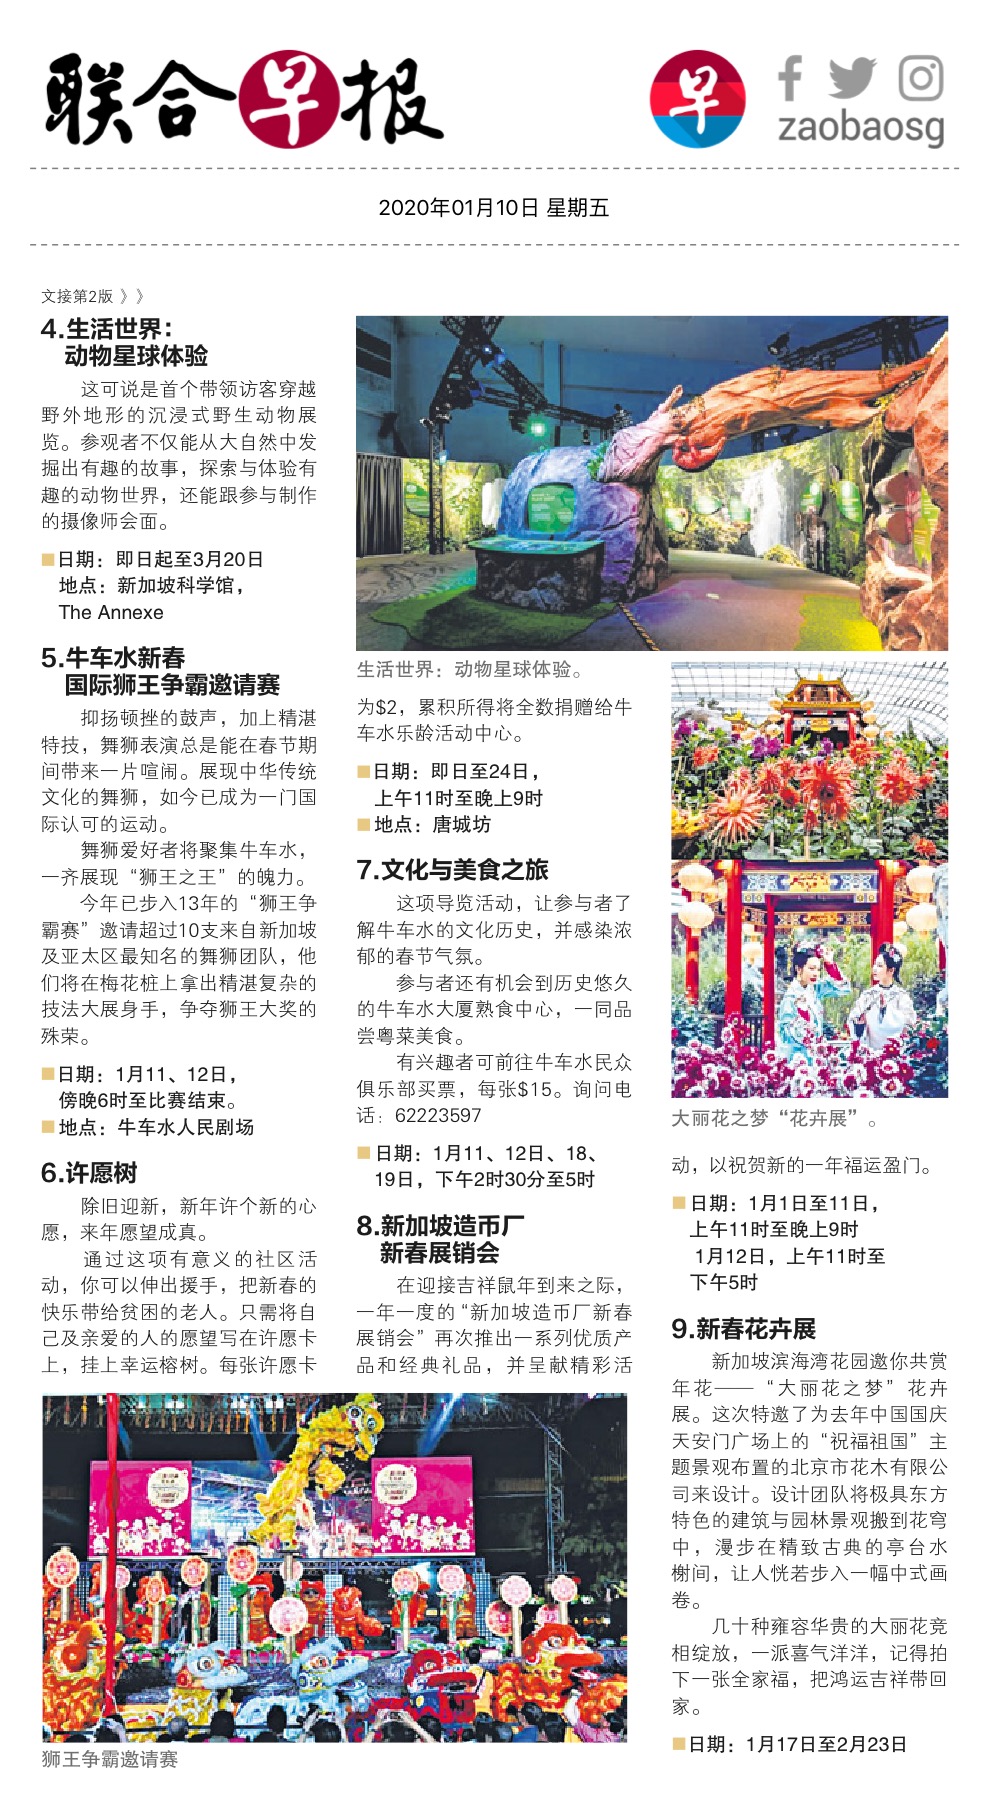 联合早报
早
zaobaosg
2020年01月10日 星期五
文接第2版 》》
4.生活世界：
动物星球体验
这可说是首个带领访客穿越
野外地形的沉浸式野生动物展
览。参观者不仅能从大自然中发
掘出有趣的故事，探索与体验有
趣的动物世界，还能跟参与制作
的摄像师会面。
■日期：即日起至3月20日
地点：新加坡科学馆，
The Annexe
5.牛车水新春
国际狮王争霸邀请赛
抑扬顿挫的鼓声，加上精湛
特技，舞狮表演总是能在春节期
间带来一片喧闹。展现中华传统
文化的舞狮，如今已成为一门国
际认可的运动。
舞狮爱好者将聚集牛车水，
一齐展现“狮王之王”的魄力。
今年已步入13年的“狮王争
霸赛”邀请超过10支来自新加坡
及亚太区最知名的舞狮团队，他
们将在梅花桩上拿出精湛复杂的
技法大展身手，争夺狮王大奖的
殊荣。
■日期：1月11、12日，
傍晚6时至比赛结束。
■地点：牛车水人民剧场
6.许愿树
除旧迎新，新年许个新的心
愿，来年愿望成真。
通过这项有意义的社区活
动，你可以伸出援手，把新春的
快乐带给贫困的老人。只需将自
己及亲爱的人的愿望写在许愿卡
上，挂上幸运榕树。每张许愿卡
生活世界：动物星球体验。
为$2，累积所得将全数捐赠给牛
车水乐龄活动中心。
■日期：即日至24日，
上午11时至晚上9时
■地点：唐城坊
7.文化与美食之旅
这项导览活动，让参与者了
解牛车水的文化历史，并感染浓
郁的春节气氛。
参与者还有机会到历史悠久
的牛车水大厦熟食中心，一同品
尝粤菜美食。
有兴趣者可前往牛车水民众
俱乐部买票，每张$15。询问电
话：62223597
■日期：1月11、12日、18、
19日，下午2时30分至5时
8.新加坡造币厂
新春展销会
在迎接吉祥鼠年到来之际，
一年一度的“新加坡造币厂新春
展销会”再次推出一系列优质产
品和经典礼品，并呈献精彩活
大丽花之梦“花卉展”。
动，以祝贺新的一年福运盈门。
■日期：1月1日至11日，
上午11时至晚上9时
1月12日，上午11时至
下午5时
9.新春花卉展
新加坡滨海湾花园邀你共赏
年花——“大丽花之梦”花卉
展。这次特邀了为去年中国国庆
天安门广场上的“祝福祖国”主
题景观布置的北京市花木有限公
司来设计。设计团队将极具东方
特色的建筑与园林景观搬到花穹
中，漫步在精致古典的亭台水
榭间，让人恍若步入一幅中式画
卷。
几十种雍容华贵的大丽花竞
相绽放，一派喜气洋洋，记得拍
下一张全家福，把鸿运吉祥带回
家。
■日期：1月17日至2月23日
狮王争霸邀请赛